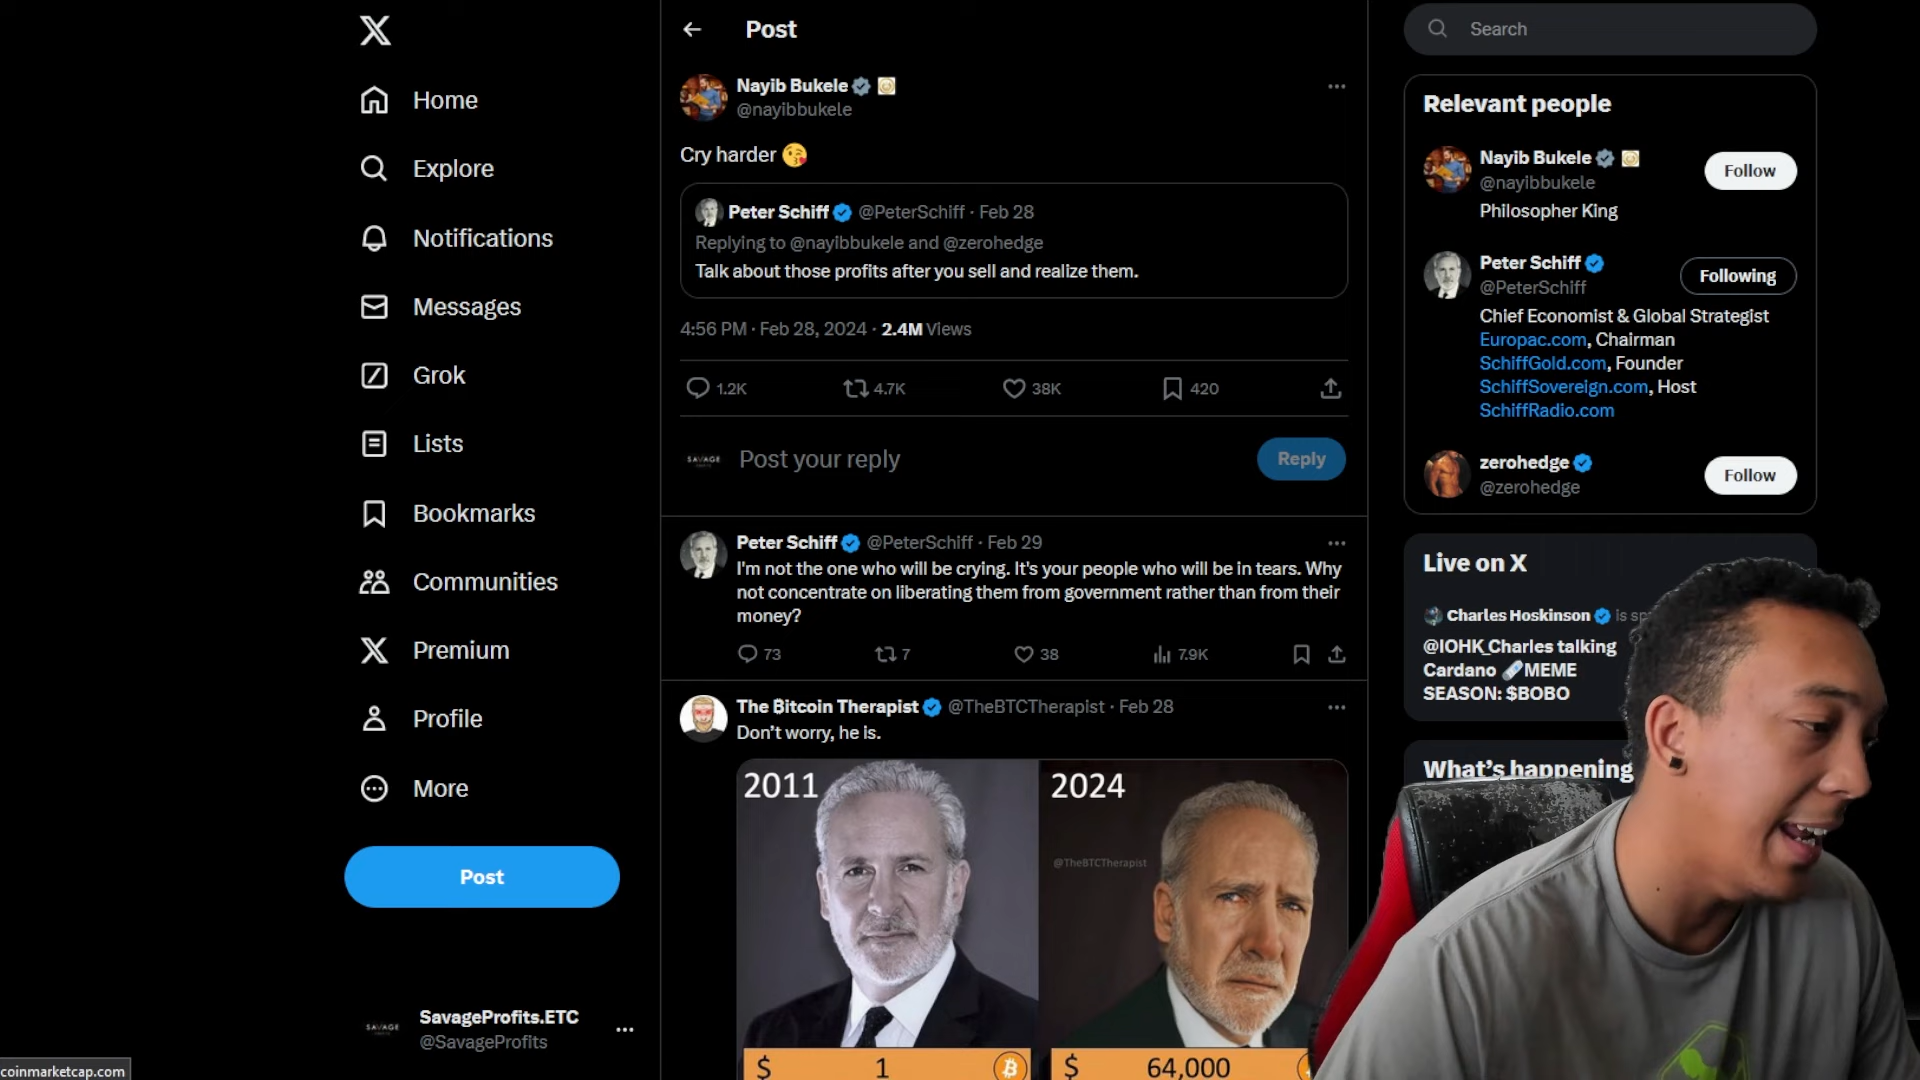 Post
Search
Nayib Bukele
@nayibbukele
Cry harder 😘
Peter Schiff @PeterSchiff · Feb 28
Replying to @nayibbukele and @zerohedge
Talk about those profits after you sell and realize them.
4:56 PM · Feb 28, 2024 · 2.4M Views
1.2K 4.7K 38K 420
SAVAGE
Post your reply
Reply
Peter Schiff @PeterSchiff · Feb 29
I'm not the one who will be crying. It's your people who will be in tears. Why
not concentrate on liberating them from government rather than from their
money?
73 7 38 7.9K
The ₿itcoin Therapist @TheBTCTherapist · Feb 28
Don't worry, he is.
2011
2024
@TheBTCTherapist
$ 1
$ 64,000
Home
Explore
Notifications
Messages
Grok
Lists
Bookmarks
Communities
Premium
Profile
More
Post
SAVAGE
SavageProfits.ETC
@SavageProfits
coinmarketcap.com
Relevant people
Nayib Bukele
@nayibbukele
Follow
Philosopher King
Peter Schiff
@PeterSchiff
Following
Chief Economist & Global Strategist
Europac.com, Chairman
SchiffGold.com, Founder
SchiffSovereign.com, Host
SchiffRadio.com
zerohedge
@zerohedge
Follow
Live on X
Charles Hoskinson is
@IOHK_Charles talking
Cardano MEME
SEASON: $BOBO
What's happening